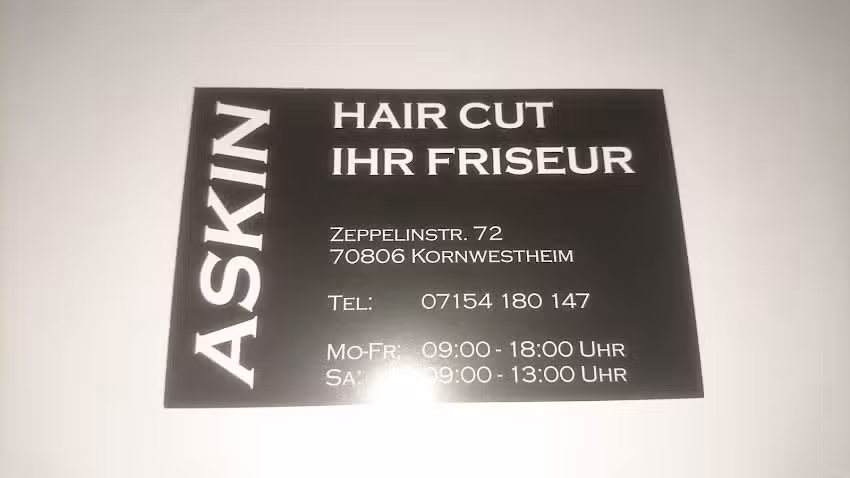 ASKIN
HAIR CUT
IHR FRISEUR
ZEPPELINSTR. 72
70806 KORNWESTHEIM
TEL: 07154 180 147
MO-FR: 09:00 - 18:00 UHR
SA: 09:00 - 13:00 UHR